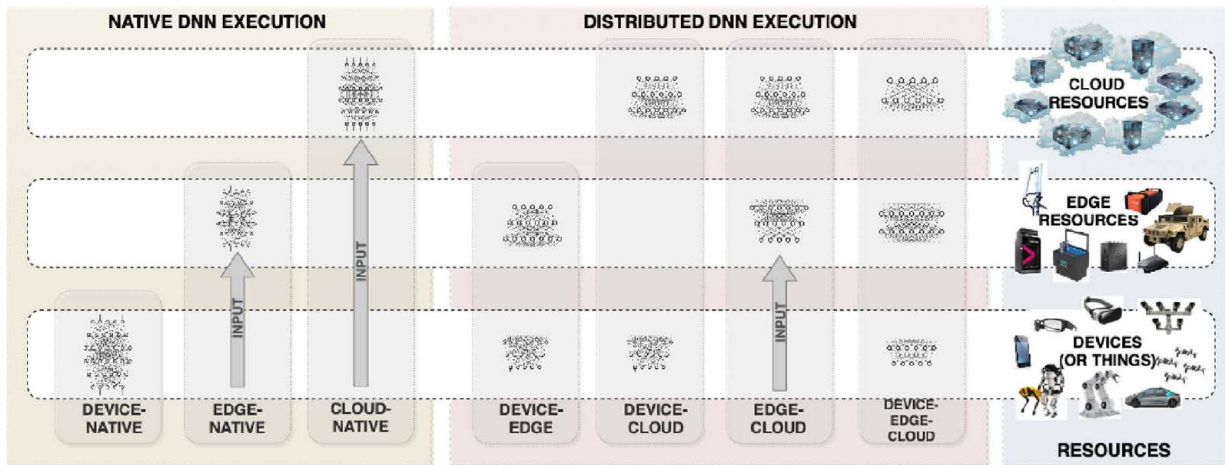 NATIVE DNN EXECUTION
DISTRIBUTED DNN EXECUTION
CLOUD
RESOURCES
EDGE
RESOURCES
INPUT
INPUT
INPUT
DEVICES
(OR THINGS)
DEVICE-
NATIVE
EDGE-
NATIVE
CLOUD-
NATIVE
DEVICE-
EDGE
DEVICE-
CLOUD
EDGE-
CLOUD
DEVICE-
EDGE-
CLOUD
RESOURCES